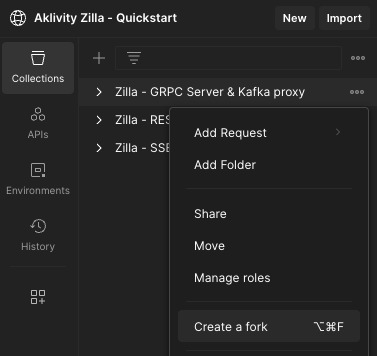 Aklivity Zilla - Quickstart
New
Import
Collections
Zilla - GRPC Server & Kafka proxy
Zilla - RES
Add Request
APIs
Zilla - SSE
Add Folder
Environments
Share
Move
History
Manage roles
Create a fork ⌥⌘F